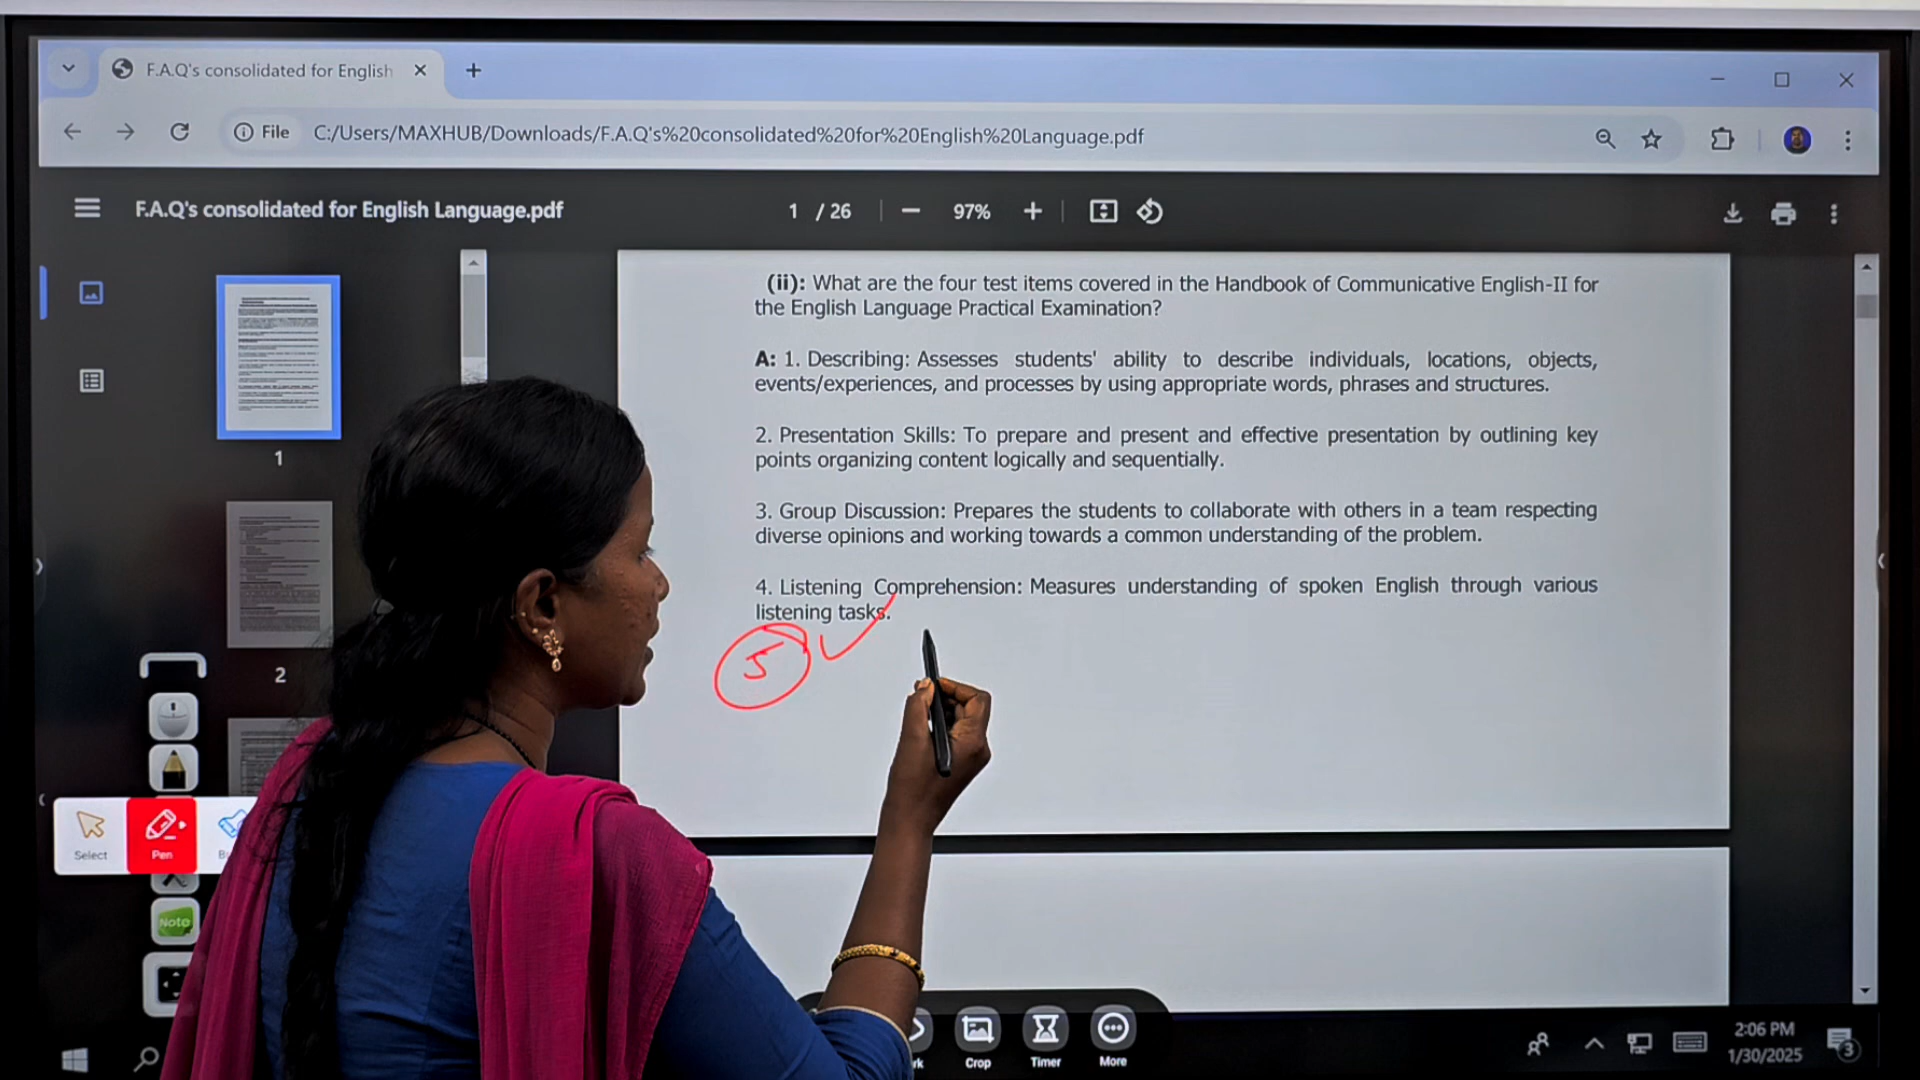 F.A.Q's consolidated for English
File
C:/Users/MAXHUB/Downloads/F.A.Q's%20consolidated%20for%20English%20Language.pdf
F.A.Q's consolidated for English Language.pdf
1 / 26
97%
(ii): What are the four test items covered in the Handbook of Communicative English-II for
the English Language Practical Examination?
A: 1. Describing: Assesses students' ability to describe individuals, locations, objects,
events/experiences, and processes by using appropriate words, phrases and structures.
2. Presentation Skills: To prepare and present and effective presentation by outlining key
points organizing content logically and sequentially.
3. Group Discussion: Prepares the students to collaborate with others in a team respecting
diverse opinions and working towards a common understanding of the problem.
4. Listening Comprehension: Measures understanding of spoken English through various
listening tasks.
5
1
2
Select
Pen
Note
Crop
Timer
More
2:06 PM
1/30/2025
3